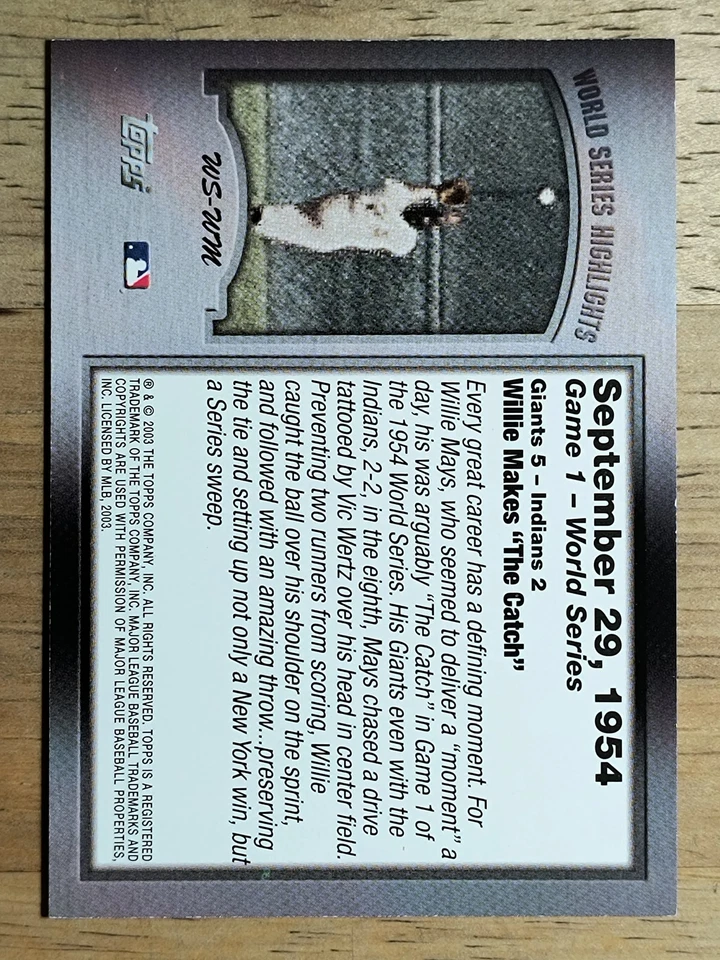 WORLD SERIES HIGHLIGHTS
WS-WM
topps
September 29, 1954
Game 1 – World Series
Giants 5 – Indians 2
Willie Makes "The Catch"
Every great career has a defining moment. For
Willie Mays, who seemed to deliver a "moment" a
day, his was arguably "The Catch" in Game 1 of
the 1954 World Series. His Giants even with the
Indians, 2-2, in the eighth, Mays chased a drive
tattooed by Vic Wertz over his head in center field.
Preventing two runners from scoring, Willie
caught the ball over his shoulder on the sprint,
and followed with an amazing throw...preserving
the tie and setting up not only a New York win, but
a Series sweep.
® & © 2003 THE TOPPS COMPANY, INC. ALL RIGHTS RESERVED. TOPPS IS A REGISTERED
TRADEMARK OF THE TOPPS COMPANY, INC. MAJOR LEAGUE BASEBALL TRADEMARKS AND
COPYRIGHTS ARE USED WITH PERMISSION OF MAJOR LEAGUE BASEBALL PROPERTIES,
INC. LICENSED BY MLB, 2003.